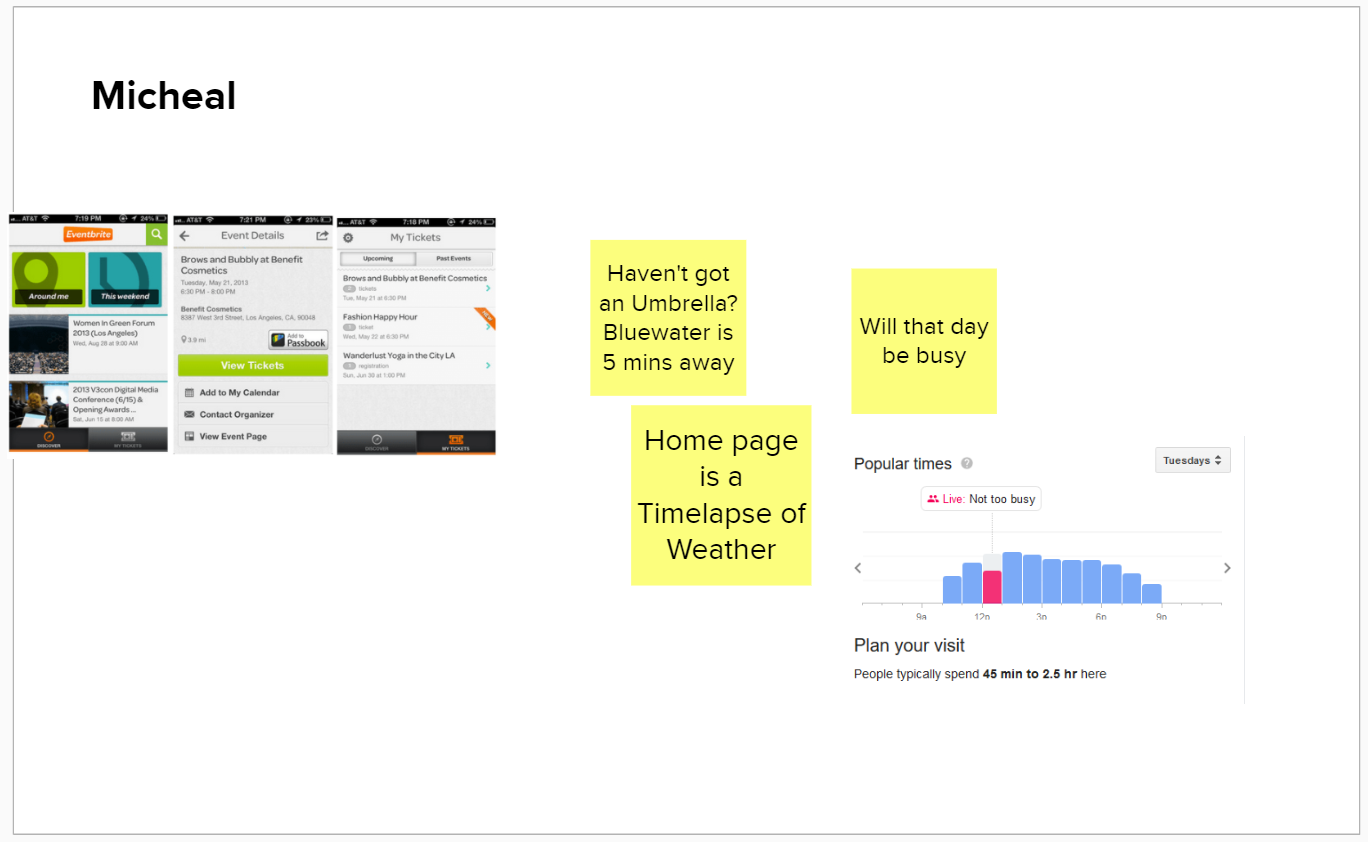 Micheal
AT&T 7:19 PM 24%
Eventbrite
Around me
This weekend
Women In Green Forum
2013 (Los Angeles)
Wed, Aug 28 at 9:00 AM
2013 V3con Digital Media
Conference (6/15) &
Opening Awards...
Sat, Jun 15 at 8:00 AM
DISCOVER
MY TICKETS
AT&T 7:21 PM 23%
Event Details
Brows and Bubbly at Benefit
Cosmetics
Tuesday, May 21, 2013
6:30 PM - 8:00 PM
Benefit Cosmetics
8387 West 3rd Street, Los Angeles, CA, 90048
3.9 mi
Add to
Passbook
View Tickets
Add to My Calendar
Contact Organizer
View Event Page
AT&T 7:18 PM 24%
My Tickets
Upcoming
Past Events
Brows and Bubbly at Benefit Cosmetics
tickets
Tue, May 21 at 6:30 PM
Fashion Happy Hour
NEW
ticket
Wed, May 22 at 6:30 PM
Wanderlust Yoga in the City LA
registration
Sun, Jun 30 at 1:00 PM
DISCOVER
MY TICKETS
Haven't got
an Umbrella?
Bluewater is
5 mins away
Home page
is a
Timelapse of
Weather
Will that day
be busy
Popular times ?
Tuesdays
Live: Not too busy
9a 12p 3p 6p 9p
Plan your visit
People typically spend 45 min to 2.5 hr here